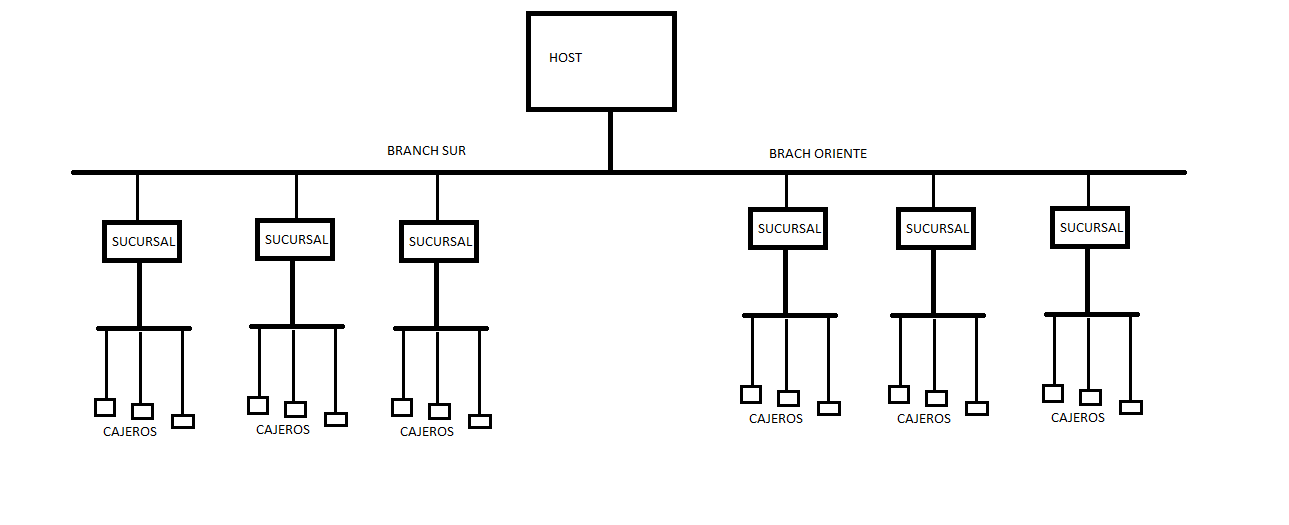 HOST
BRANCH SUR
BRACH ORIENTE
SUCURSAL
SUCURSAL
SUCURSAL
SUCURSAL
SUCURSAL
SUCURSAL
CAJEROS
CAJEROS
CAJEROS
CAJEROS
CAJEROS
CAJEROS